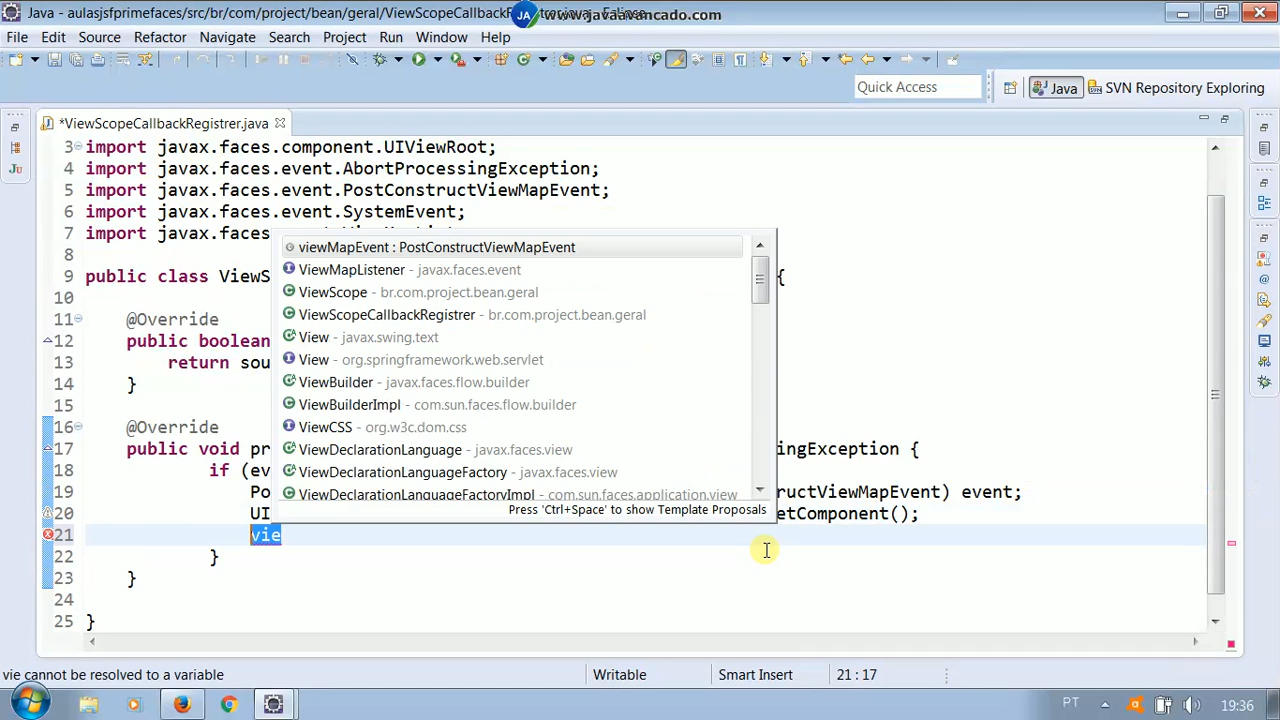 Java - aulasjsfprimefaces/src/br/com/project/bean/geral/ViewScopeCallback
www.javaavancado.com
File Edit Source Refactor Navigate Search Project Run Window Help
Quick Access
Java
SVN Repository Exploring
*ViewScopeCallbackRegistrer.java
3 import javax.faces.component.UIViewRoot;
4 import javax.faces.event.AbortProcessingException;
5 import javax.faces.event.PostConstructViewMapEvent;
6 import javax.faces.event.SystemEvent;
7 import javax.faces.
8
9 public class ViewS {
10
11 @Override
12 public boolean
13 return sou
14 }
15
16 @Override
17 public void pr ingException {
18 if (ev
19 Po ructViewMapEvent) event;
20 UI etComponent();
21 vie
22 }
23 }
24
25 }
viewMapEvent : PostConstructViewMapEvent
ViewMapListener - javax.faces.event
ViewScope - br.com.project.bean.geral
ViewScopeCallbackRegistrer - br.com.project.bean.geral
View - javax.swing.text
View - org.springframework.web.servlet
ViewBuilder - javax.faces.flow.builder
ViewBuilderImpl - com.sun.faces.flow.builder
ViewCSS - org.w3c.dom.css
ViewDeclarationLanguage - javax.faces.view
ViewDeclarationLanguageFactory - javax.faces.view
ViewDeclarationLanguageFactoryImpl - com.sun.faces.application.view
Press 'Ctrl+Space' to show Template Proposals
vie cannot be resolved to a variable
Writable
Smart Insert
21 : 17
PT
19:36